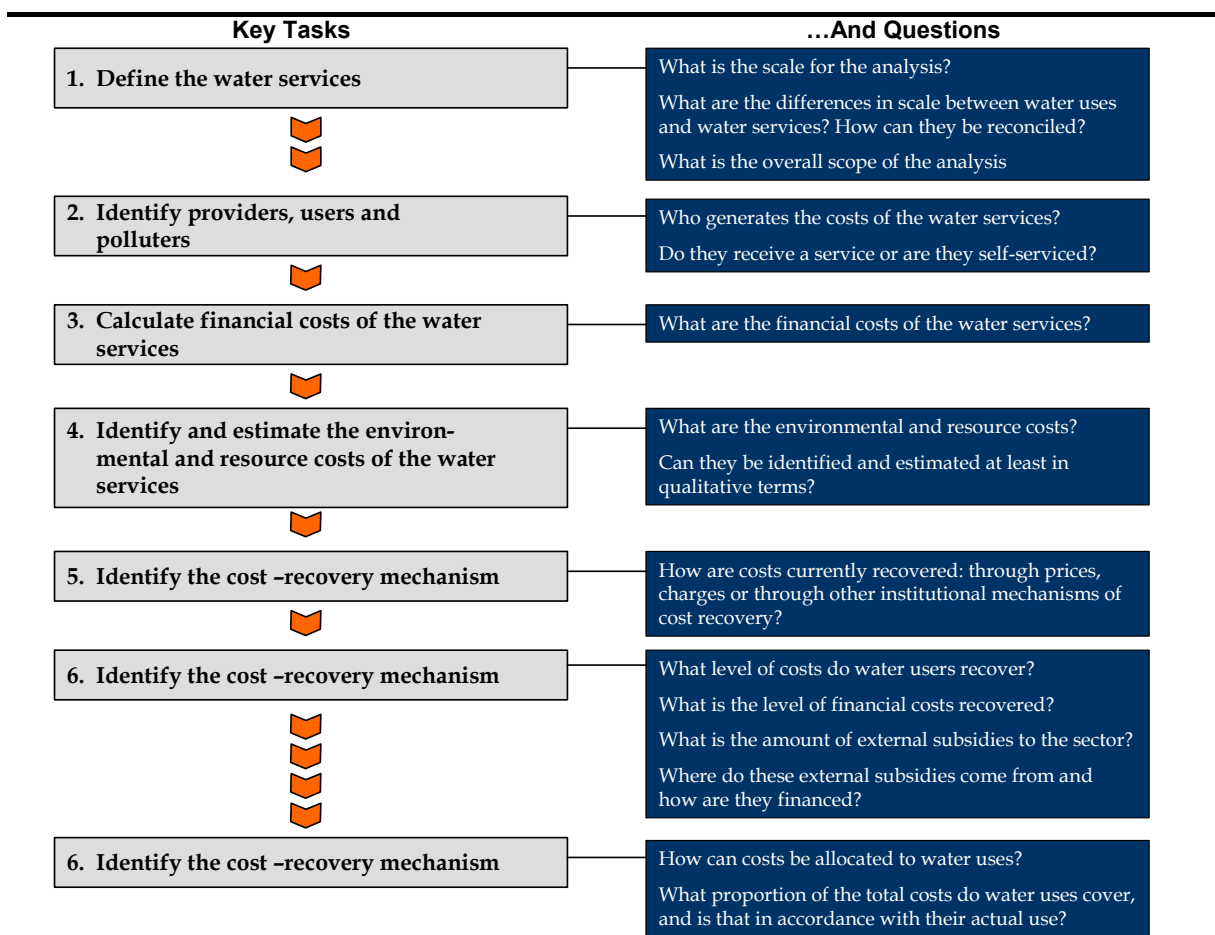 Key Tasks
…And Questions
1. Define the water services
What is the scale for the analysis?
What are the differences in scale between water uses
and water services? How can they be reconciled?
What is the overall scope of the analysis
2. Identify providers, users and
polluters
Who generates the costs of the water services?
Do they receive a service or are they self-serviced?
3. Calculate financial costs of the water
services
What are the financial costs of the water services?
4. Identify and estimate the environ-
mental and resource costs of the water
services
What are the environmental and resource costs?
Can they be identified and estimated at least in
qualitative terms?
5. Identify the cost –recovery mechanism
How are costs currently recovered: through prices,
charges or through other institutional mechanisms of
cost recovery?
6. Identify the cost –recovery mechanism
What level of costs do water users recover?
What is the level of financial costs recovered?
What is the amount of external subsidies to the sector?
Where do these external subsidies come from and
how are they financed?
6. Identify the cost –recovery mechanism
How can costs be allocated to water uses?
What proportion of the total costs do water uses cover,
and is that in accordance with their actual use?